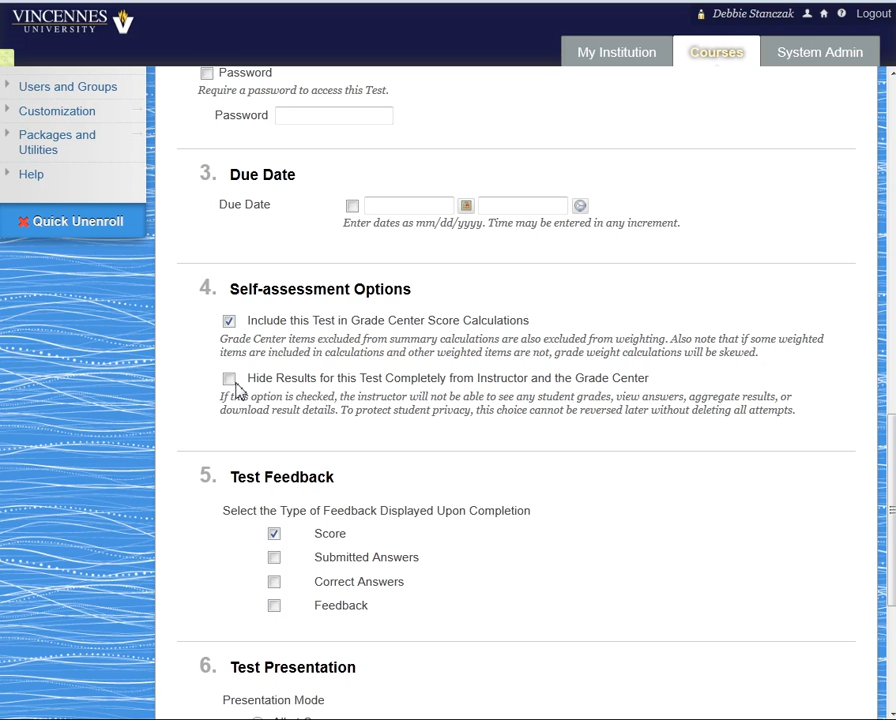 VINCENNES
UNIVERSITY
Debbie Stanczak
Logout
My Institution
Courses
System Admin
Users and Groups
Customization
Packages and
Utilities
Help
Quick Unenroll
Password
Require a password to access this Test.
Password
3. Due Date
Due Date
Enter dates as mm/dd/yyyy. Time may be entered in any increment.
4. Self-assessment Options
Include this Test in Grade Center Score Calculations
Grade Center items excluded from summary calculations are also excluded from weighting. Also note that if some weighted
items are included in calculations and other weighted items are not, grade weight calculations will be skewed.
Hide Results for this Test Completely from Instructor and the Grade Center
If this option is checked, the instructor will not be able to see any student grades, view answers, aggregate results, or
download result details. To protect student privacy, this choice cannot be reversed later without deleting all attempts.
5. Test Feedback
Select the Type of Feedback Displayed Upon Completion
Score
Submitted Answers
Correct Answers
Feedback
6. Test Presentation
Presentation Mode